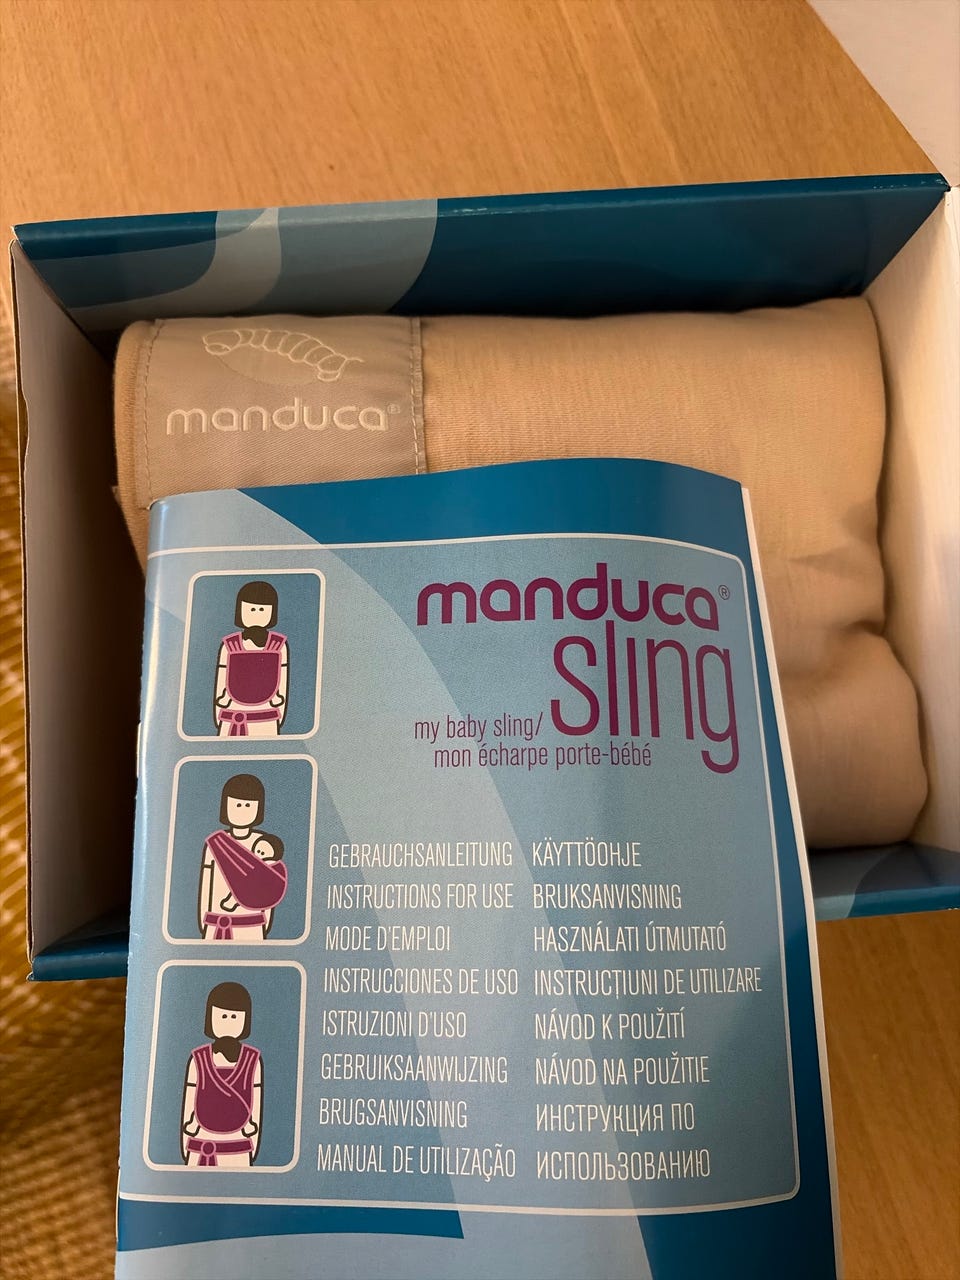 manduca®
manduca®
sling
my baby sling/
mon écharpe porte-bébé
GEBRAUCHSANLEITUNG
INSTRUCTIONS FOR USE
MODE D'EMPLOI
INSTRUCCIONES DE USO
ISTRUZIONI D'USO
GEBRUIKSAANWIJZING
BRUGSANVISNING
MANUAL DE UTILIZAÇÃO
KÄYTTÖOHJE
BRUKSANVISNING
HASZNÁLATI ÚTMUTATÓ
INSTRUCȚIUNI DE UTILIZARE
NÁVOD K POUŽITÍ
NÁVOD NA POUŽITIE
ИНСТРУКЦИЯ ПО
ИСПОЛЬЗОВАНИЮ